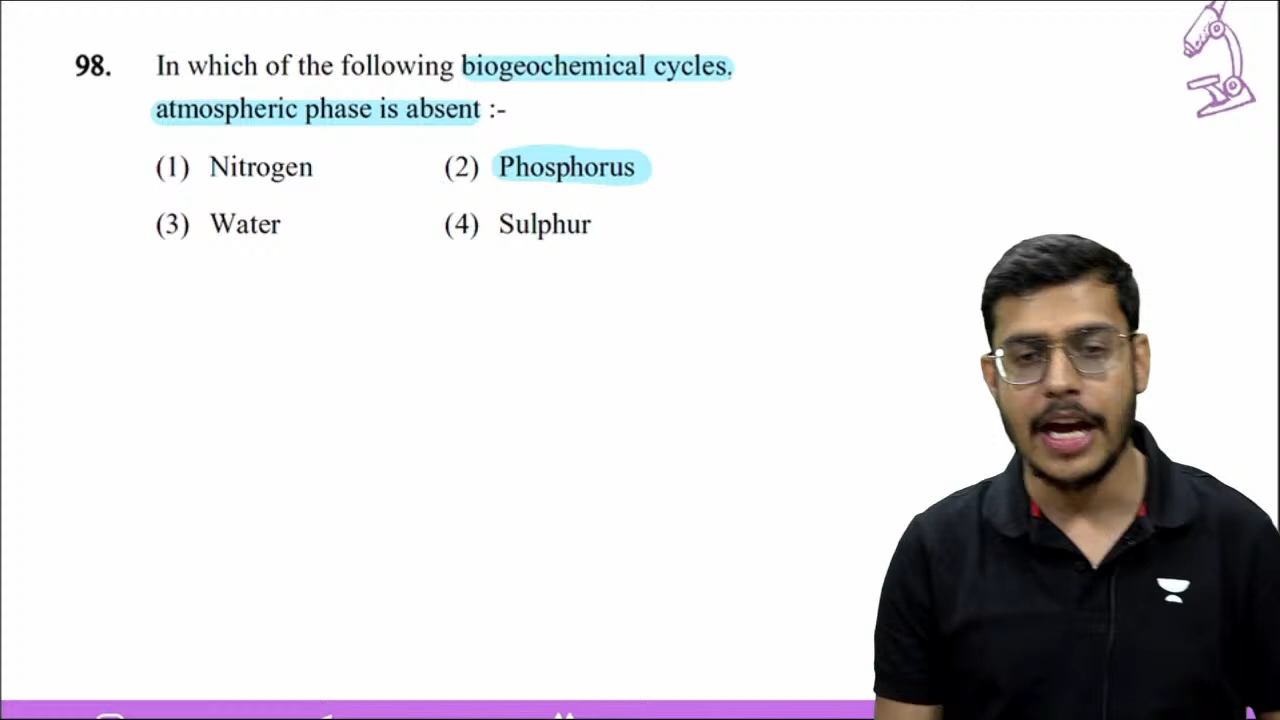 98. In which of the following biogeochemical cycles.
atmospheric phase is absent :-
(1) Nitrogen (2) Phosphorus
(3) Water (4) Sulphur